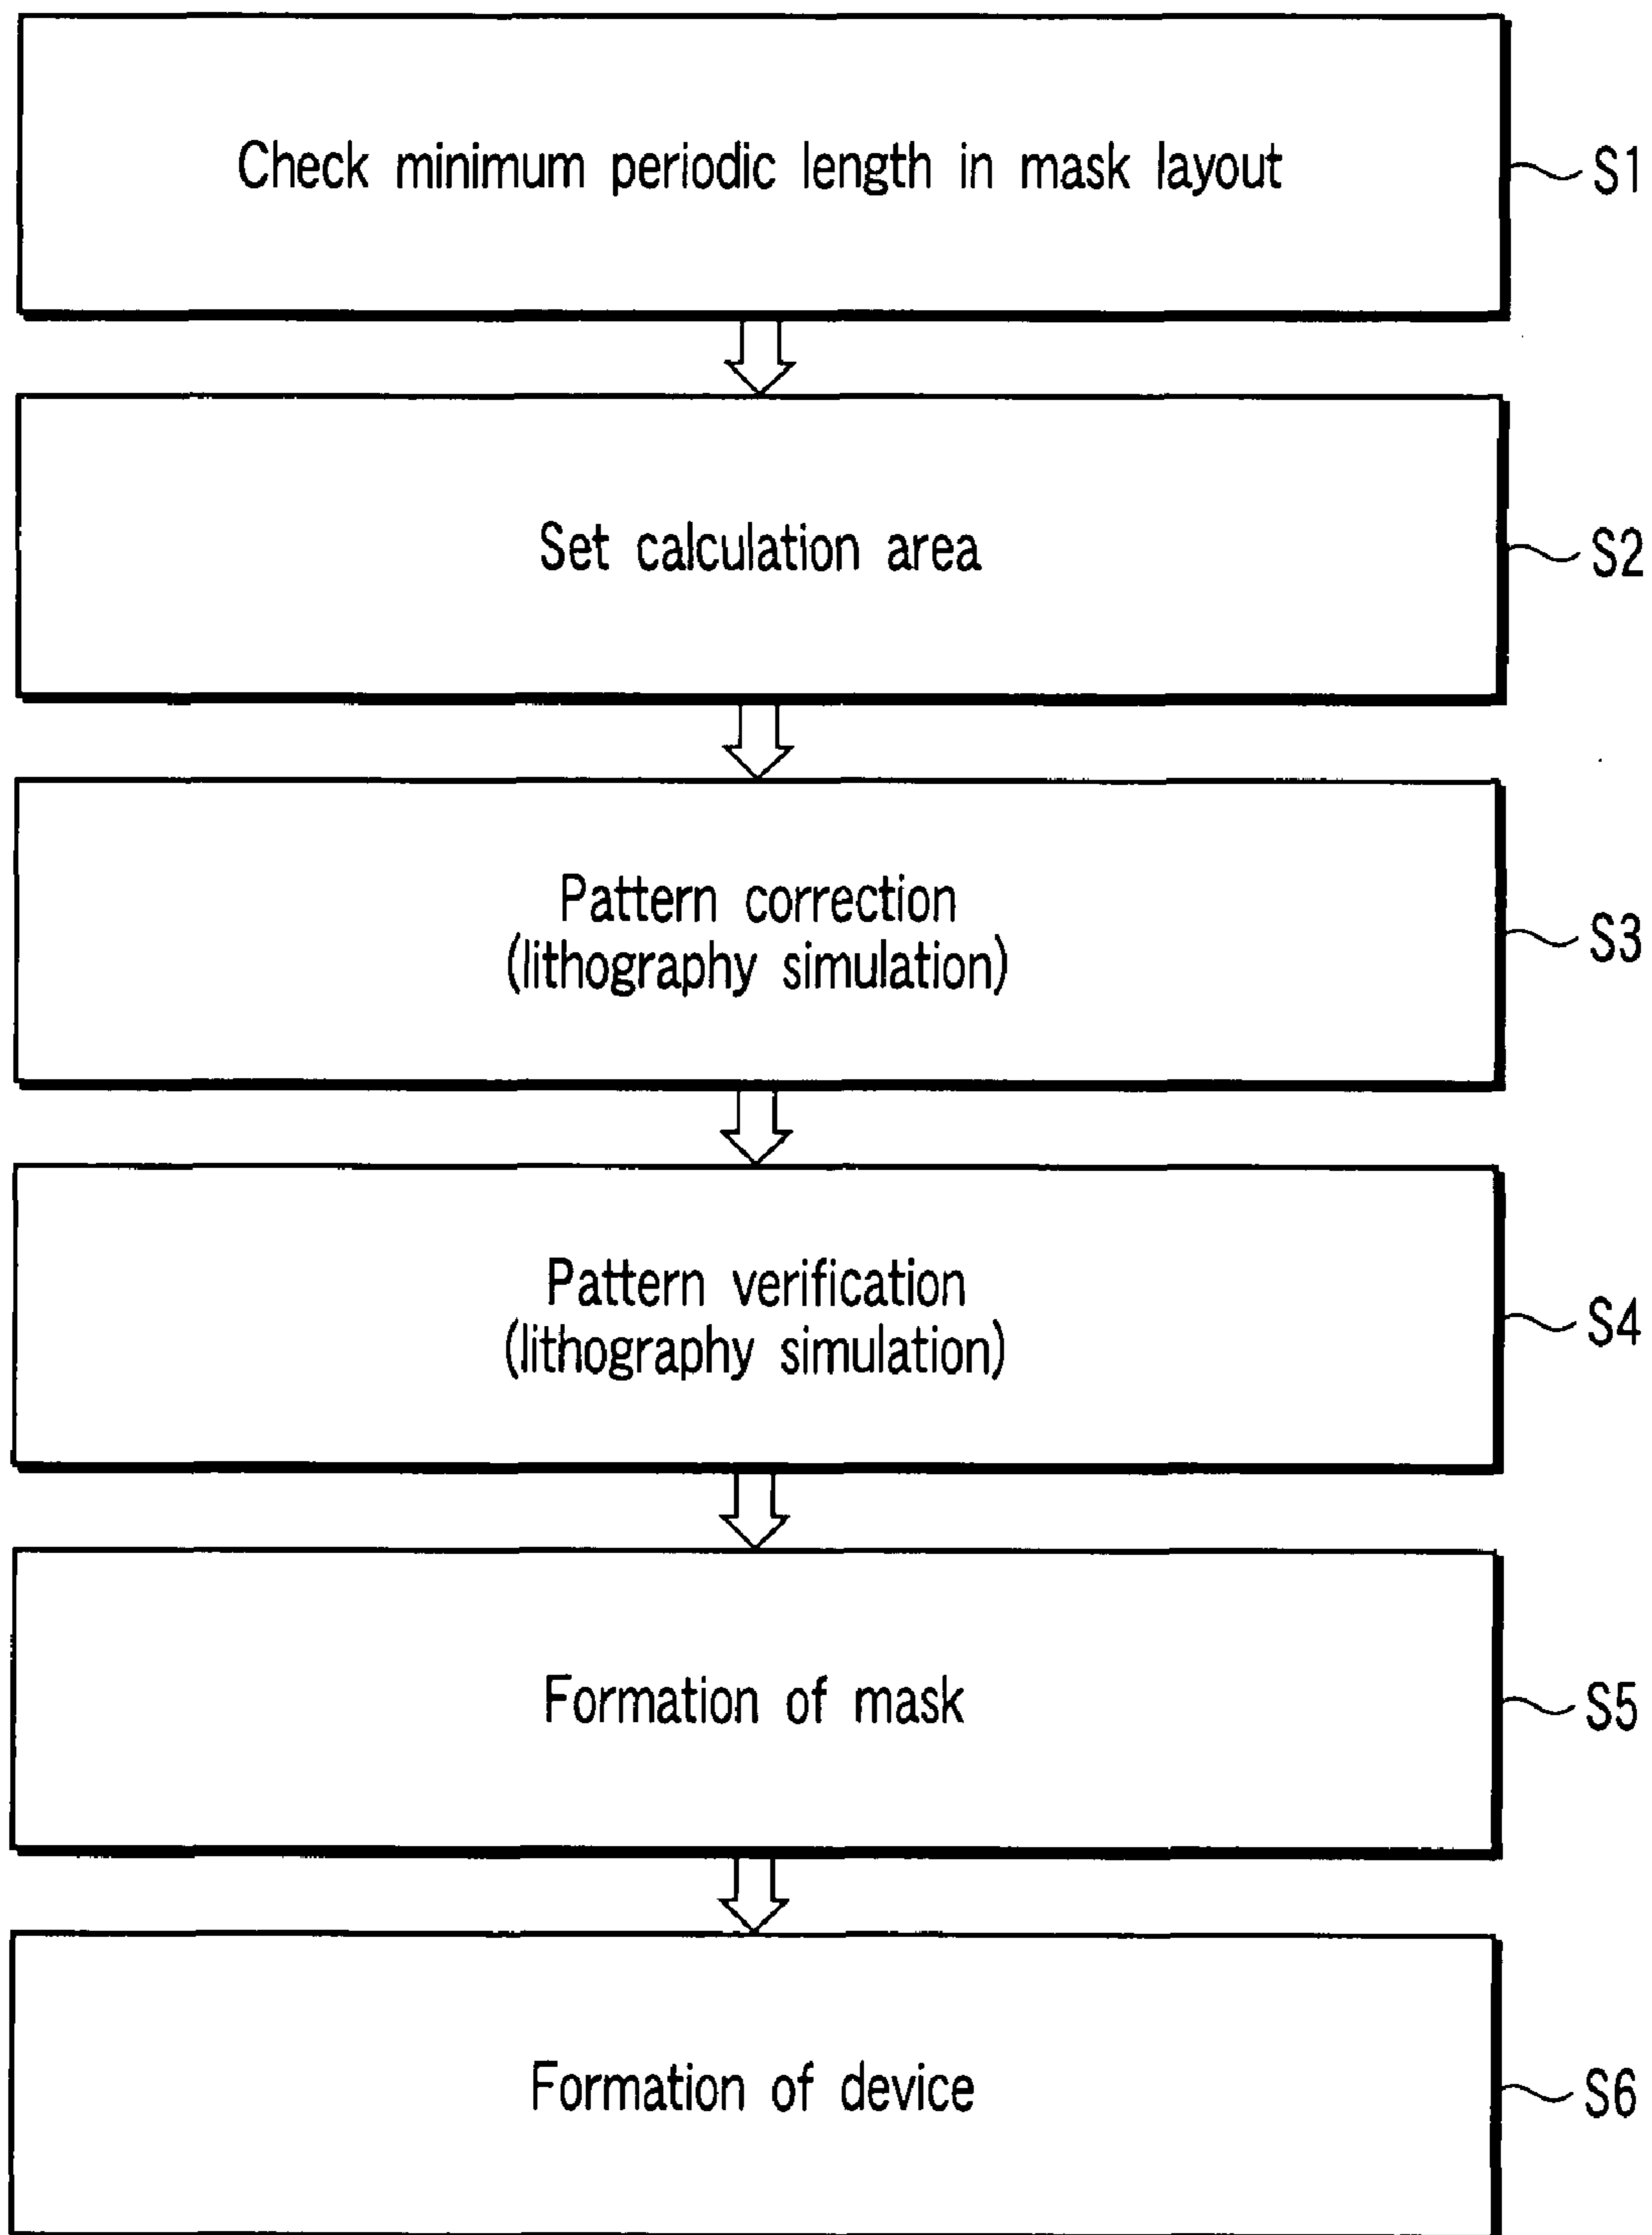 Check minimum periodic length in mask layout
S1
Set calculation area
S2
Pattern correction
(lithography simulation)
S3
Pattern verification
(lithography simulation)
S4
Formation of mask
S5
Formation of device
S6